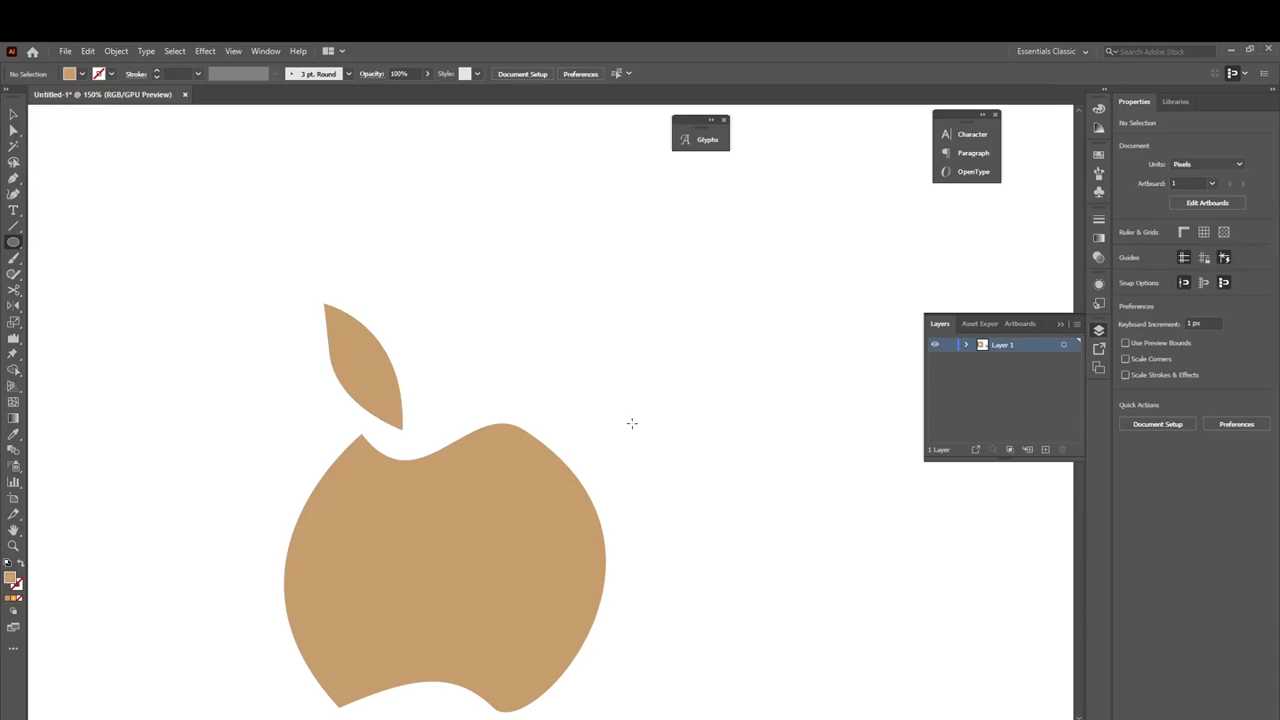 Ai File Edit Object Type Select Effect View Window Help Essentials Classic Search Adobe Stock
No Selection Stroke: 3 pt. Round Opacity: 100% Style: Document Setup Preferences
Untitled-1* @ 150% (RGB/GPU Preview)
Glyphs
Character
Paragraph
OpenType
Layers Asset Expor Artboards
Layer 1
1 Layer
Properties Libraries
No Selection
Document
Units: Pixels
Artboard: 1
Edit Artboards
Ruler & Grids
Guides
Snap Options
Preferences
Keyboard Increment: 1 px
Use Preview Bounds
Scale Corners
Scale Strokes & Effects
Quick Actions
Document Setup Preferences